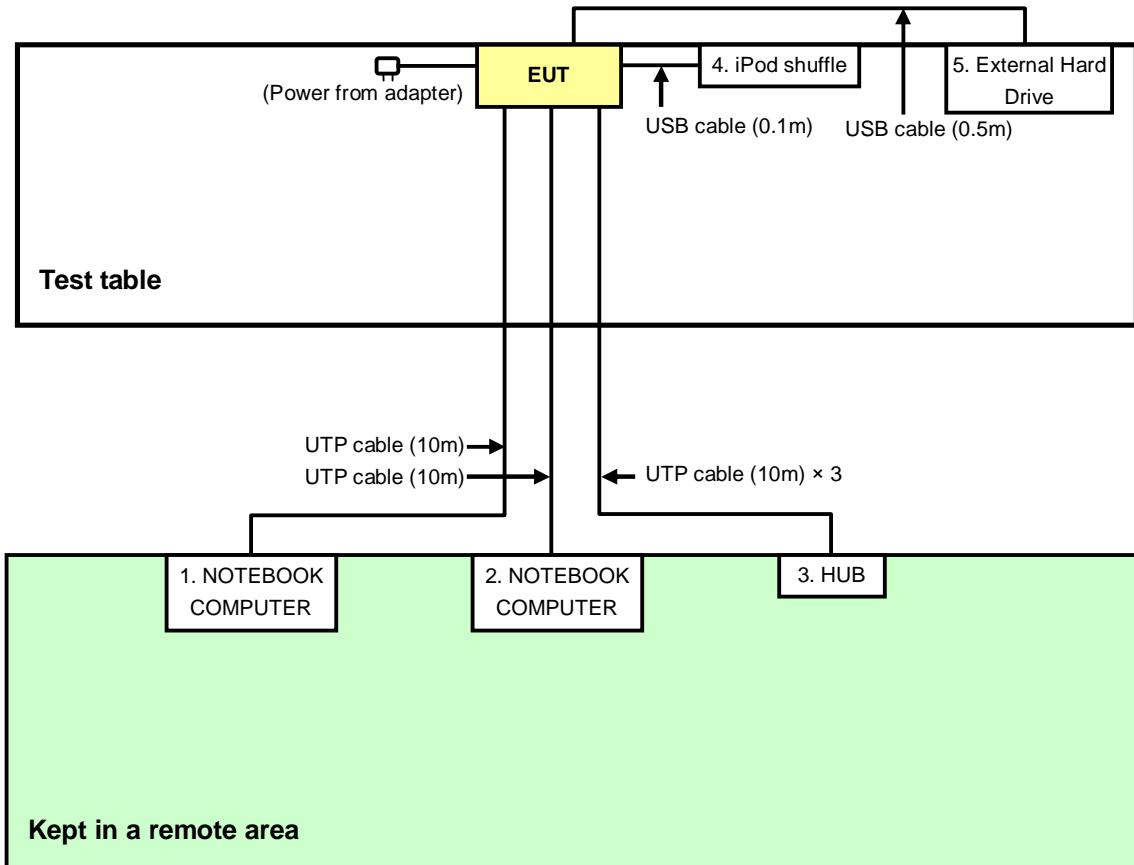 EUT
4. iPod shuffle
5. External Hard
Drive
(Power from adapter)
USB cable (0.1m)
USB cable (0.5m)
Test table
UTP cable (10m)
UTP cable (10m)
UTP cable (10m) × 3
1. NOTEBOOK
COMPUTER
2. NOTEBOOK
COMPUTER
3. HUB
Kept in a remote area